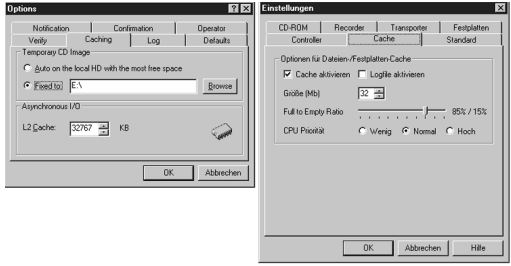 Options
Notification Confirmation Operator
Verify Caching Log Defaults
Temporary CD Image
Auto on the local HD with the most free space
Fixed to: E:\ Browse
Asynchronous I/O
L2 Cache: 32767 KB
OK Abbrechen
Einstellungen
CD-ROM Recorder Transporter Festplatten
Controller Cache Standard
Optionen für Dateien-/Festplatten-Cache
Cache aktivieren Logfile aktivieren
Größe (Mb) 32
Full to Empty Ratio 85% / 15%
CPU Priorität Wenig Normal Hoch
OK Abbrechen Hilfe